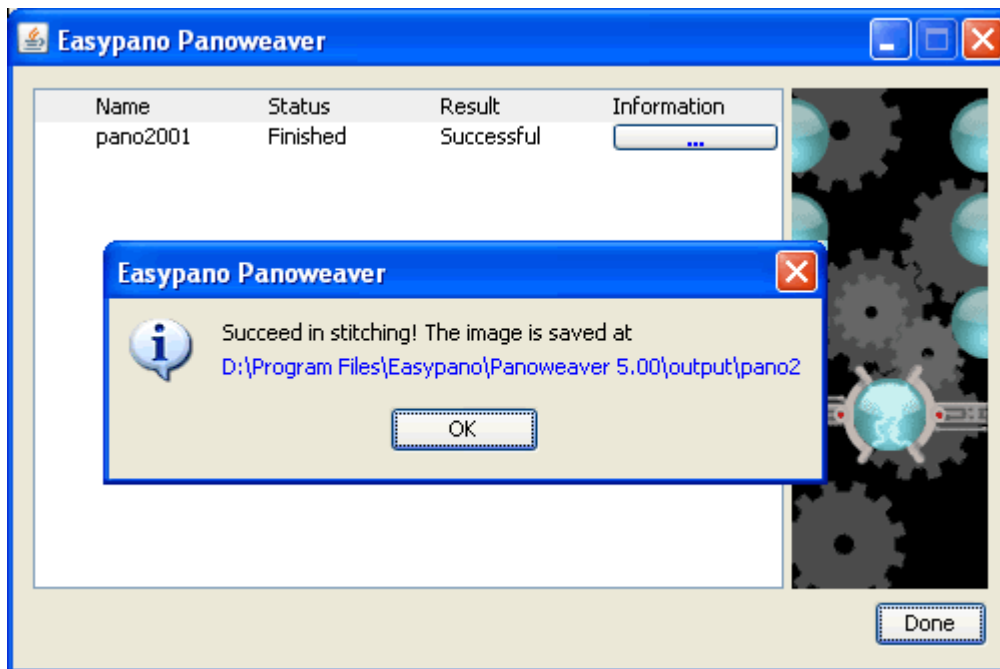 Easypano Panoweaver
Name Status Result Information
pano2001 Finished Successful ...
Easypano Panoweaver
Succeed in stitching! The image is saved at
D:\Program Files\Easypano\Panoweaver 5.00\output\pano2
OK
Done